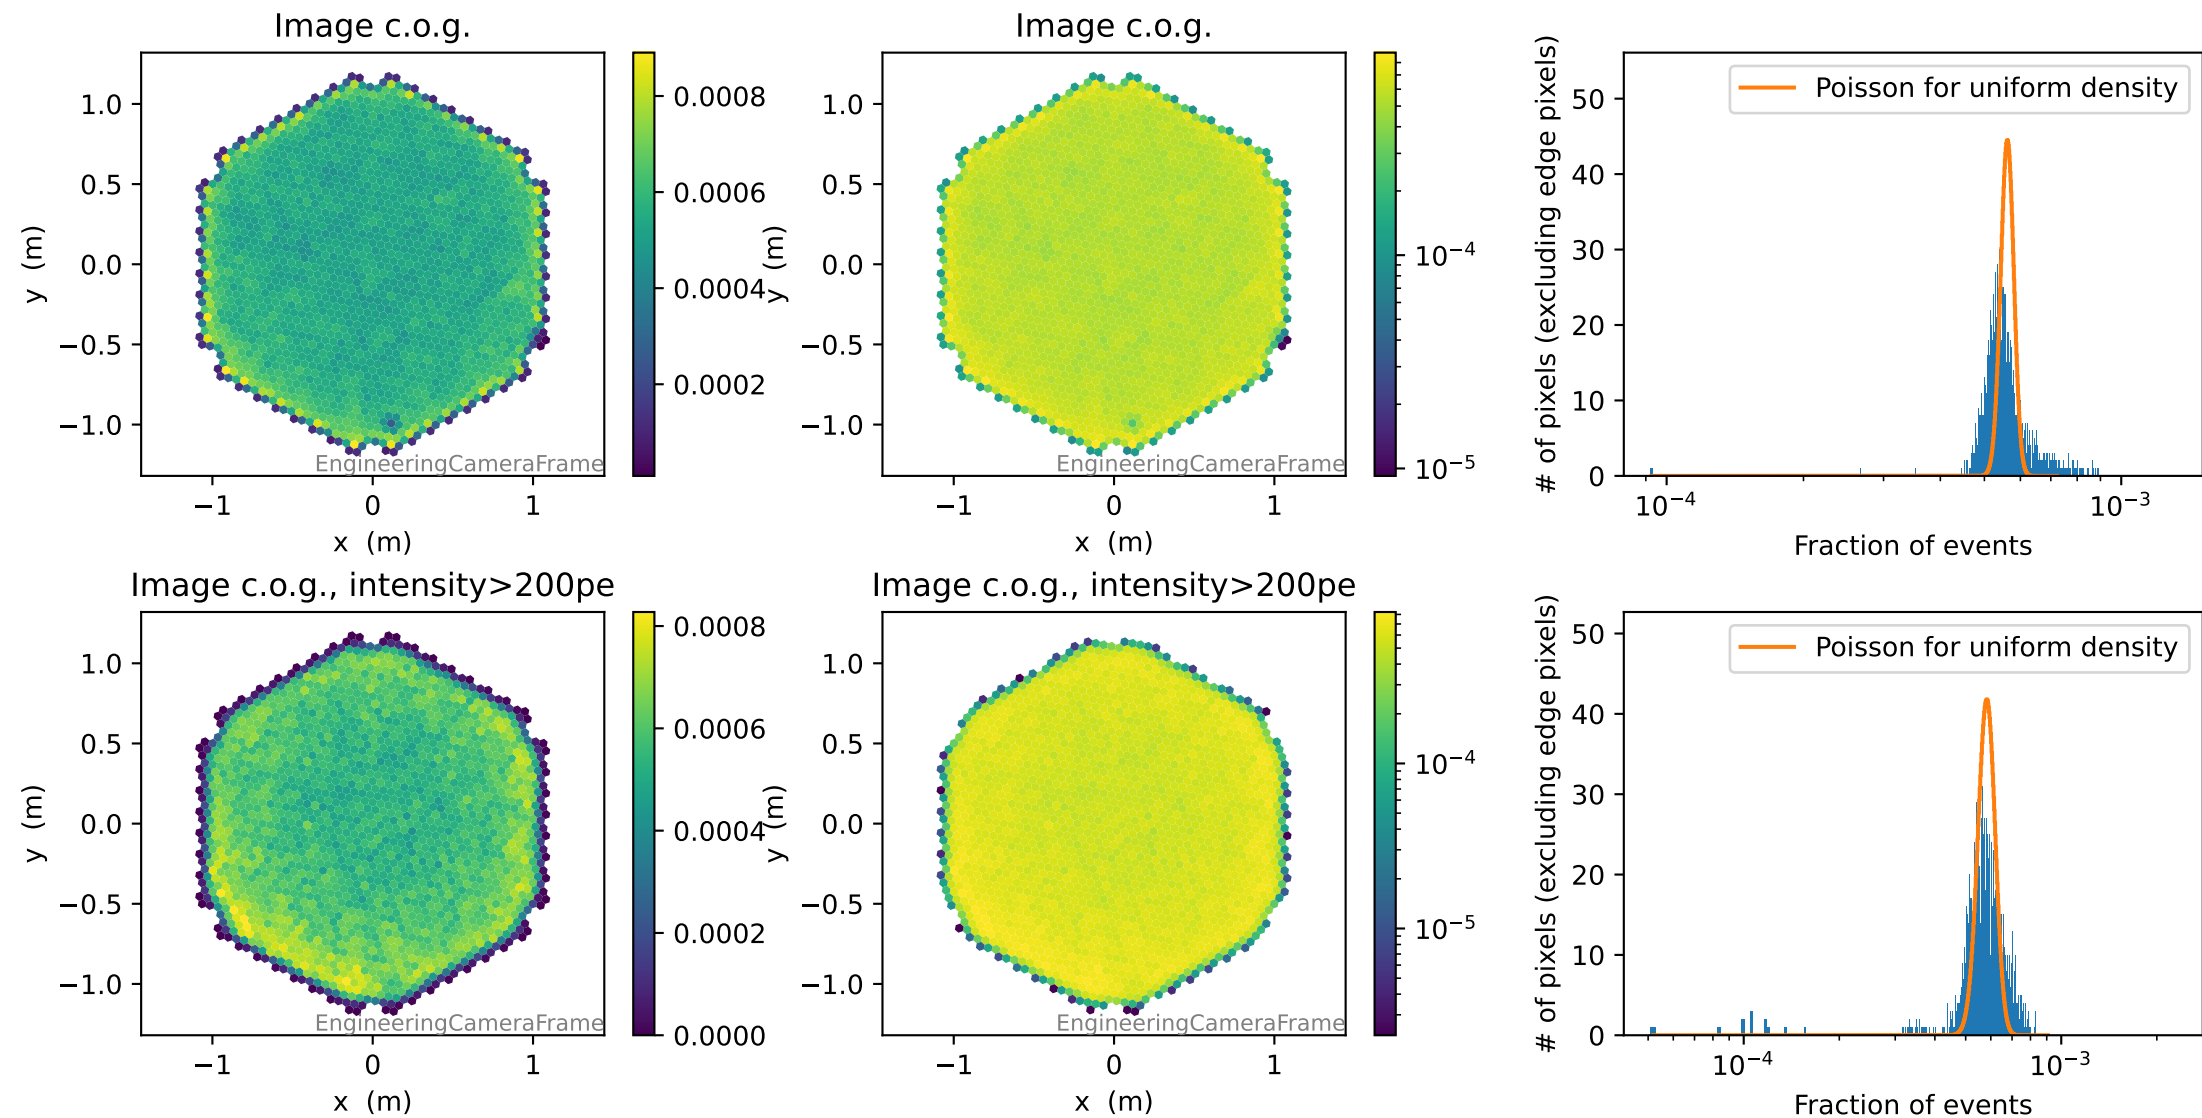 Image c.o.g.
1.0
0.5
0.0
−0.5
−1.0
y (m)
−1
0
1
x (m)
EngineeringCameraFrame
0.0008
0.0006
0.0004
0.0002
Image c.o.g.
1.0
0.5
0.0
−0.5
−1.0
y (m)
−1
0
1
x (m)
EngineeringCameraFrame
10−4
10−5
# of pixels (excluding edge pixels)
50
40
30
20
10
0
Poisson for uniform density
10−4
10−3
Fraction of events
Image c.o.g., intensity>200pe
1.0
0.5
0.0
−0.5
−1.0
y (m)
−1
0
1
x (m)
EngineeringCameraFrame
0.0008
0.0006
0.0004
0.0002
0.0000
Image c.o.g., intensity>200pe
1.0
0.5
0.0
−0.5
−1.0
y (m)
−1
0
1
x (m)
EngineeringCameraFrame
10−4
10−5
# of pixels (excluding edge pixels)
50
40
30
20
10
0
Poisson for uniform density
10−4
10−3
Fraction of events